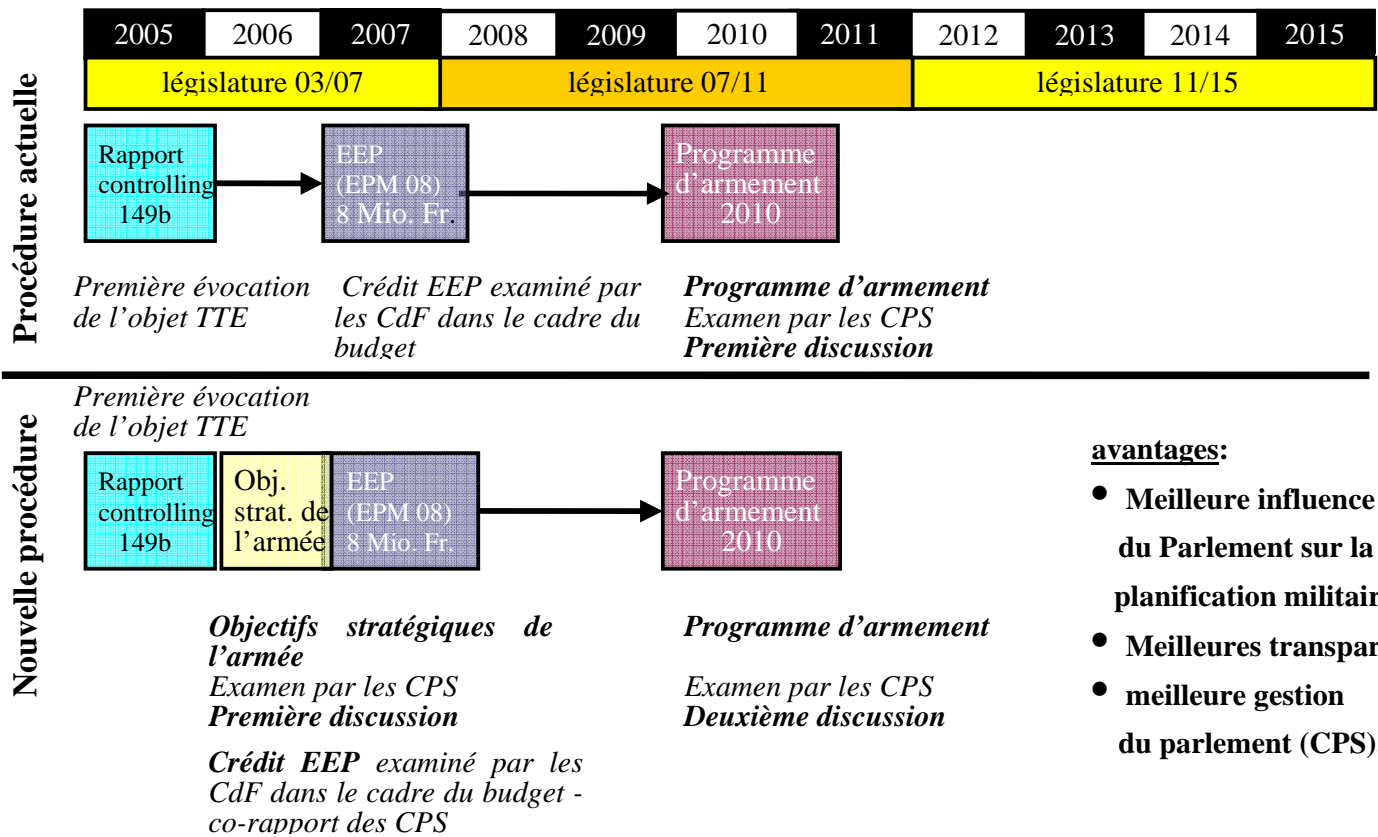 2005 2006 2007 2008 2009 2010 2011 2012 2013 2014 2015
législature 03/07 législature 07/11 législature 11/15
Procédure actuelle
Rapport
controlling
149b
EEP
(EPM 08)
8 Mio. Fr.
Programme
d’armement
2010
Première évocation
de l’objet TTE
Crédit EEP examiné par
les CdF dans le cadre du
budget
Programme d’armement
Examen par les CPS
Première discussion
Nouvelle procédure
Première évocation
de l’objet TTE
Rapport
controlling
149b
Obj.
strat. de
l’armée
EEP
(EPM 08)
8 Mio. Fr.
Programme
d’armement
2010
Objectifs stratégiques de
l’armée
Examen par les CPS
Première discussion
Crédit EEP examiné par les
CdF dans le cadre du budget -
co-rapport des CPS
Programme d’armement
Examen par les CPS
Deuxième discussion
avantages:
• Meilleure influence
du Parlement sur la
planification militair
• Meilleures transpar
• meilleure gestion
du parlement (CPS)